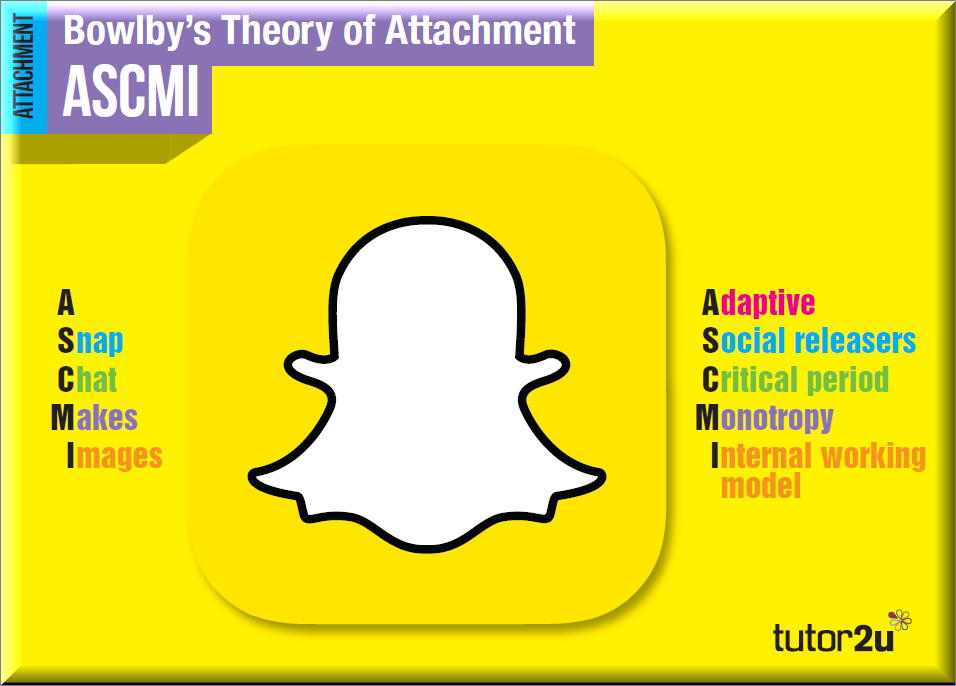 ATTACHMENT
Bowlby’s Theory of Attachment
ASCMI
A
Snap
Chat
Makes
Images
Adaptive
Social releasers
Critical period
Monotropy
Internal working
model
tutor2u